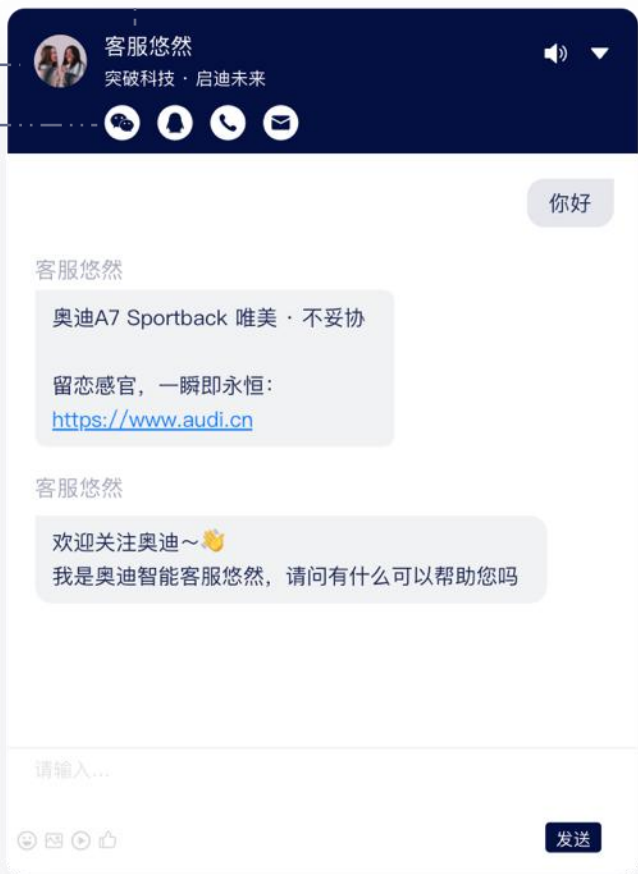 客服悠然
突破科技 · 启迪未来
你好
客服悠然
奥迪A7 Sportback 唯美 · 不妥协
留恋感官，一瞬即永恒：
https://www.audi.cn
客服悠然
欢迎关注奥迪～👋
我是奥迪智能客服悠然，请问有什么可以帮助您吗
请输入...
发送